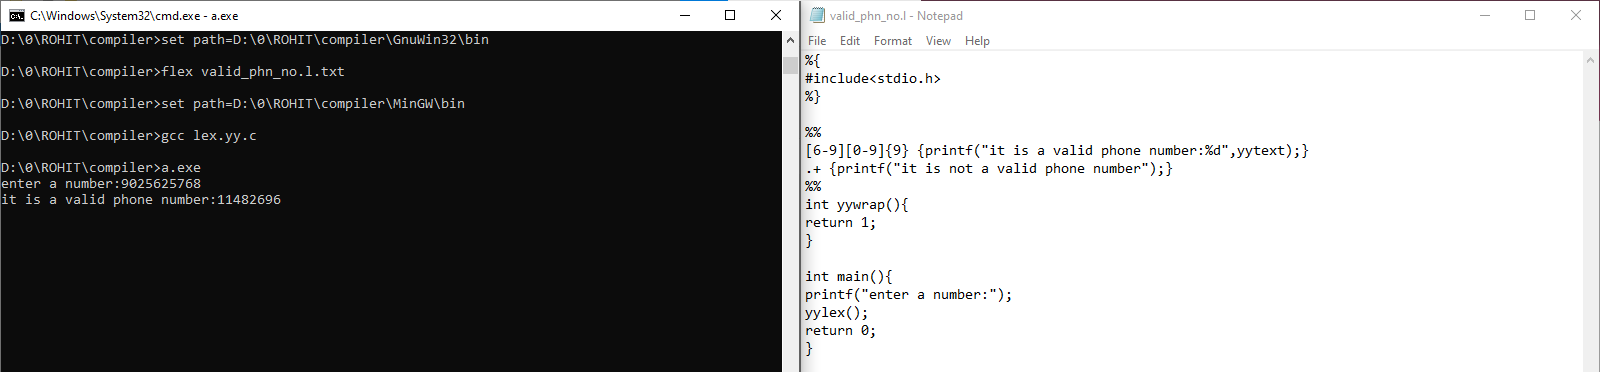 C:\Windows\System32\cmd.exe - a.exe
D:\0\ROHIT\compiler>set path=D:\0\ROHIT\compiler\GnuWin32\bin
D:\0\ROHIT\compiler>flex valid_phn_no.l.txt
D:\0\ROHIT\compiler>set path=D:\0\ROHIT\compiler\MinGW\bin
D:\0\ROHIT\compiler>gcc lex.yy.c
D:\0\ROHIT\compiler>a.exe
enter a number:9025625768
it is a valid phone number:11482696
valid_phn_no.l - Notepad
File Edit Format View Help
%{
#include<stdio.h>
%}
%%
[6-9][0-9]{9} {printf("it is a valid phone number:%d",yytext);}
.+ {printf("it is not a valid phone number");}
%%
int yywrap(){
return 1;
}
int main(){
printf("enter a number:");
yylex();
return 0;
}